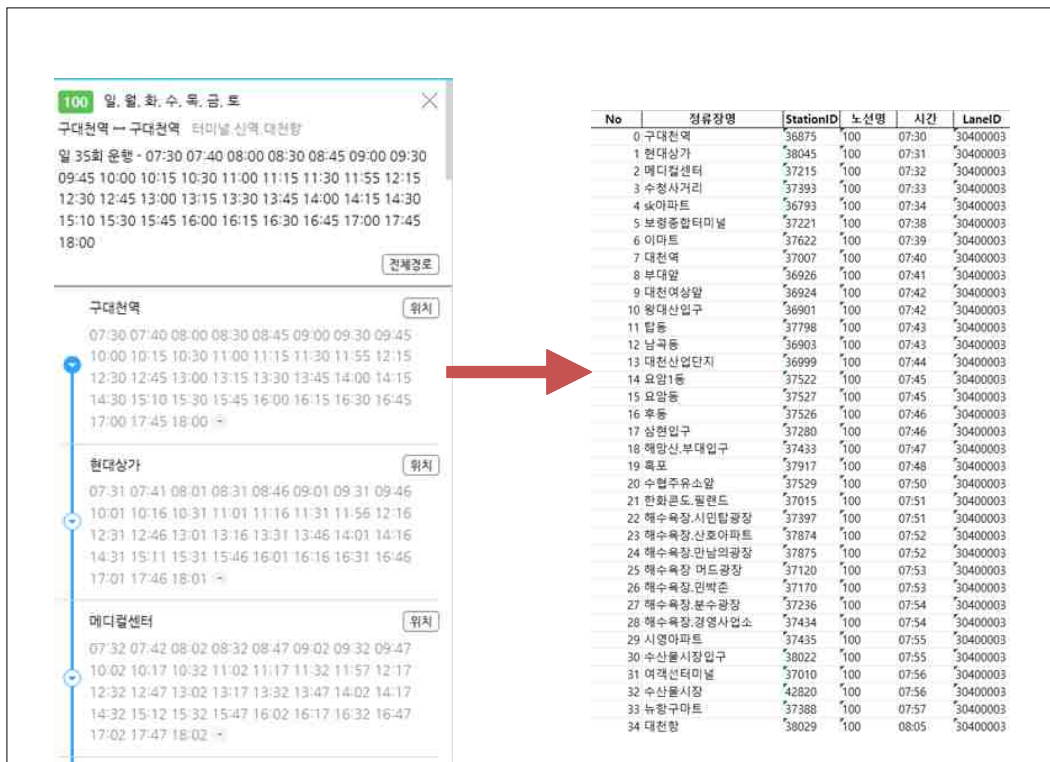 100 일, 월, 화, 수, 목, 금, 토
구대천역 ↔ 구대천역 터미널.신역.대천항
일 35회 운행 - 07:30 07:40 08:00 08:30 08:45 09:00 09:30
09:45 10:00 10:15 10:30 11:00 11:15 11:30 11:55 12:15
12:30 12:45 13:00 13:15 13:30 13:45 14:00 14:15 14:30
15:10 15:30 15:45 16:00 16:15 16:30 16:45 17:00 17:45
18:00
전체경로
구대천역 위치
07:30 07:40 08:00 08:30 08:45 09:00 09:30 09:45
10:00 10:15 10:30 11:00 11:15 11:30 11:55 12:15
12:30 12:45 13:00 13:15 13:30 13:45 14:00 14:15
14:30 15:10 15:30 15:45 16:00 16:15 16:30 16:45
17:00 17:45 18:00
현대상가 위치
07:31 07:41 08:01 08:31 08:46 09:01 09:31 09:46
10:01 10:16 10:31 11:01 11:16 11:31 11:56 12:16
12:31 12:46 13:01 13:16 13:31 13:46 14:01 14:16
14:31 15:11 15:31 15:46 16:01 16:16 16:31 16:46
17:01 17:46 18:01
메디컬센터 위치
07:32 07:42 08:02 08:32 08:47 09:02 09:32 09:47
10:02 10:17 10:32 11:02 11:17 11:32 11:57 12:17
12:32 12:47 13:02 13:17 13:32 13:47 14:02 14:17
14:32 15:12 15:32 15:47 16:02 16:17 16:32 16:47
17:02 17:47 18:02
No 정류장명 StationID 노선명 시간 LaneID
0 구대천역 36875 100 07:30 30400003
1 현대상가 38045 100 07:31 30400003
2 메디컬센터 37215 100 07:32 30400003
3 수청사거리 37393 100 07:33 30400003
4 sk아파트 36793 100 07:34 30400003
5 보령종합터미널 37221 100 07:38 30400003
6 이마트 37622 100 07:39 30400003
7 대천역 37007 100 07:40 30400003
8 부대앞 36926 100 07:41 30400003
9 대천여상앞 36924 100 07:42 30400003
10 왕대산입구 36901 100 07:42 30400003
11 탑동 37798 100 07:43 30400003
12 남곡동 36903 100 07:43 30400003
13 대천산업단지 36999 100 07:44 30400003
14 요암1동 37522 100 07:45 30400003
15 요암동 37527 100 07:45 30400003
16 후동 37526 100 07:46 30400003
17 삼현입구 37280 100 07:46 30400003
18 해망산.부대입구 37433 100 07:47 30400003
19 흑포 37917 100 07:48 30400003
20 수협주유소앞 37529 100 07:50 30400003
21 한화콘도.필랜드 37015 100 07:51 30400003
22 해수욕장.시민탑광장 37397 100 07:51 30400003
23 해수욕장.산호아파트 37874 100 07:52 30400003
24 해수욕장.만남의광장 37875 100 07:52 30400003
25 해수욕장 머드광장 37120 100 07:53 30400003
26 해수욕장.민박촌 37170 100 07:53 30400003
27 해수욕장.분수광장 37236 100 07:54 30400003
28 해수욕장.경영사업소 37434 100 07:54 30400003
29 시영아파트 37435 100 07:55 30400003
30 수산물시장입구 38022 100 07:55 30400003
31 여객선터미널 37010 100 07:56 30400003
32 수산물시장 42820 100 07:56 30400003
33 뉴항구마트 37388 100 07:57 30400003
34 대천항 38029 100 08:05 30400003